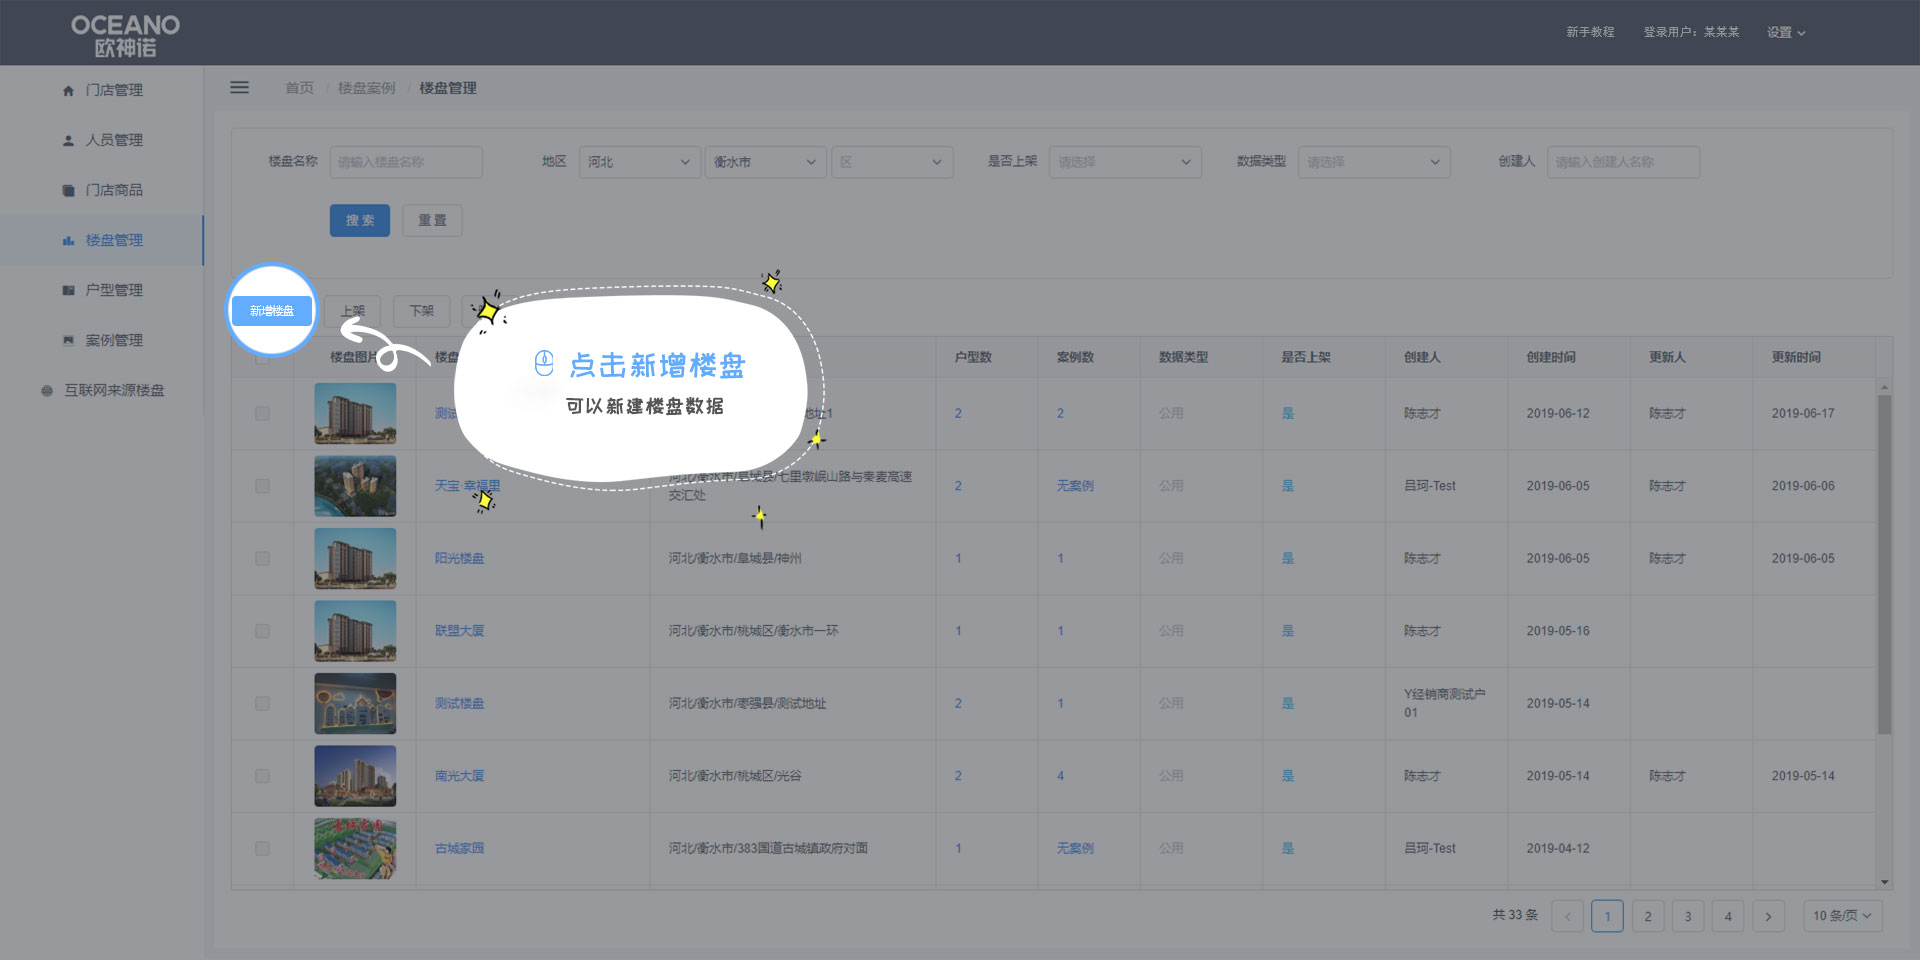 OCEANO
欧神诺
新手教程 登录用户：某某某 设置
门店管理
人员管理
门店商品
楼盘管理
户型管理
案例管理
互联网来源楼盘
首页 / 楼盘案例 / 楼盘管理
楼盘名称 请输入楼盘名称 地区 河北 衡水市 区 是否上架 请选择 数据类型 请选择 创建人 请输入创建人名称
搜索 重置
新增楼盘 上架 下架
点击新增楼盘
可以新建楼盘数据
楼盘图片 楼盘 户型数 案例数 数据类型 是否上架 创建人 创建时间 更新人 更新时间
测试 地址1 2 2 公用 是 陈志才 2019-06-12 陈志才 2019-06-17
天宝·幸福里 河北/衡水市/阜城县/七里墩岷山路与秦麦高速
交汇处 2 无案例 公用 是 吕珂-Test 2019-06-05 陈志才 2019-06-06
阳光楼盘 河北/衡水市/阜城县/神州 1 1 公用 是 陈志才 2019-06-05 陈志才 2019-06-05
联盟大厦 河北/衡水市/桃城区/衡水市一环 1 1 公用 是 陈志才 2019-05-16
测试楼盘 河北/衡水市/枣强县/测试地址 2 1 公用 是 Y经销商测试户
01 2019-05-14
南光大厦 河北/衡水市/桃城区/光谷 2 4 公用 是 陈志才 2019-05-14 陈志才 2019-05-14
古城家园 河北/衡水市/383国道古城镇政府对面 1 无案例 公用 是 吕珂-Test 2019-04-12
共 33 条 1 2 3 4 10 条/页